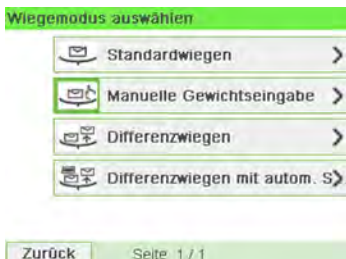 Wiegemodus auswählen
Standardwiegen
Manuelle Gewichtseingabe
Differenzwiegen
Differenzwiegen mit autom. S
Zurück
Seite 1 / 1